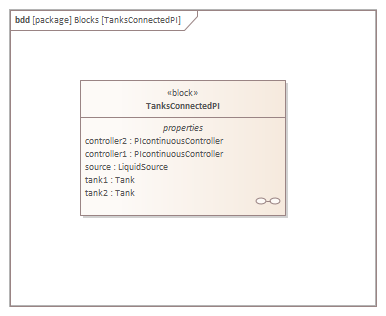 bdd [package] Blocks [TanksConnectedPI]
«block»
TanksConnectedPI
properties
controller2 : PIcontinuousController
controller1 : PIcontinuousController
source : LiquidSource
tank1 : Tank
tank2 : Tank